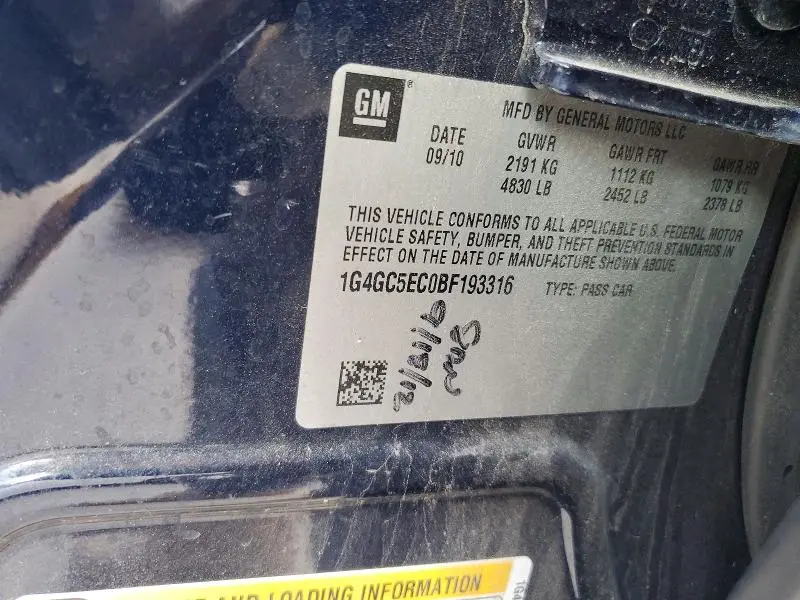 GM®
MFD BY GENERAL MOTORS LLC
DATE GVWR GAWR FRT GAWR RR
09/10 2191 KG 1112 KG 1079 KG
4830 LB 2452 LB 2378 LB
THIS VEHICLE CONFORMS TO ALL APPLICABLE U.S. FEDERAL MOTOR
VEHICLE SAFETY, BUMPER, AND THEFT PREVENTION STANDARDS IN
EFFECT ON THE DATE OF MANUFACTURE SHOWN ABOVE.
1G4GC5EC0BF193316 TYPE: PASS CAR
AND LOADING INFORMATION